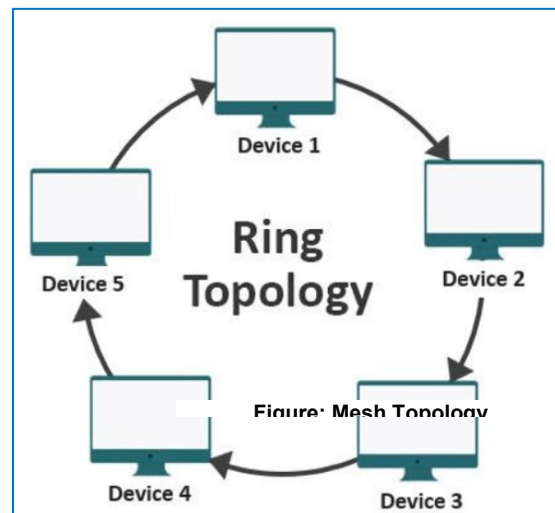 Device 1
Ring
Topology
Device 5
Device 2
Figure: Mesh Topology
Device 4
Device 3